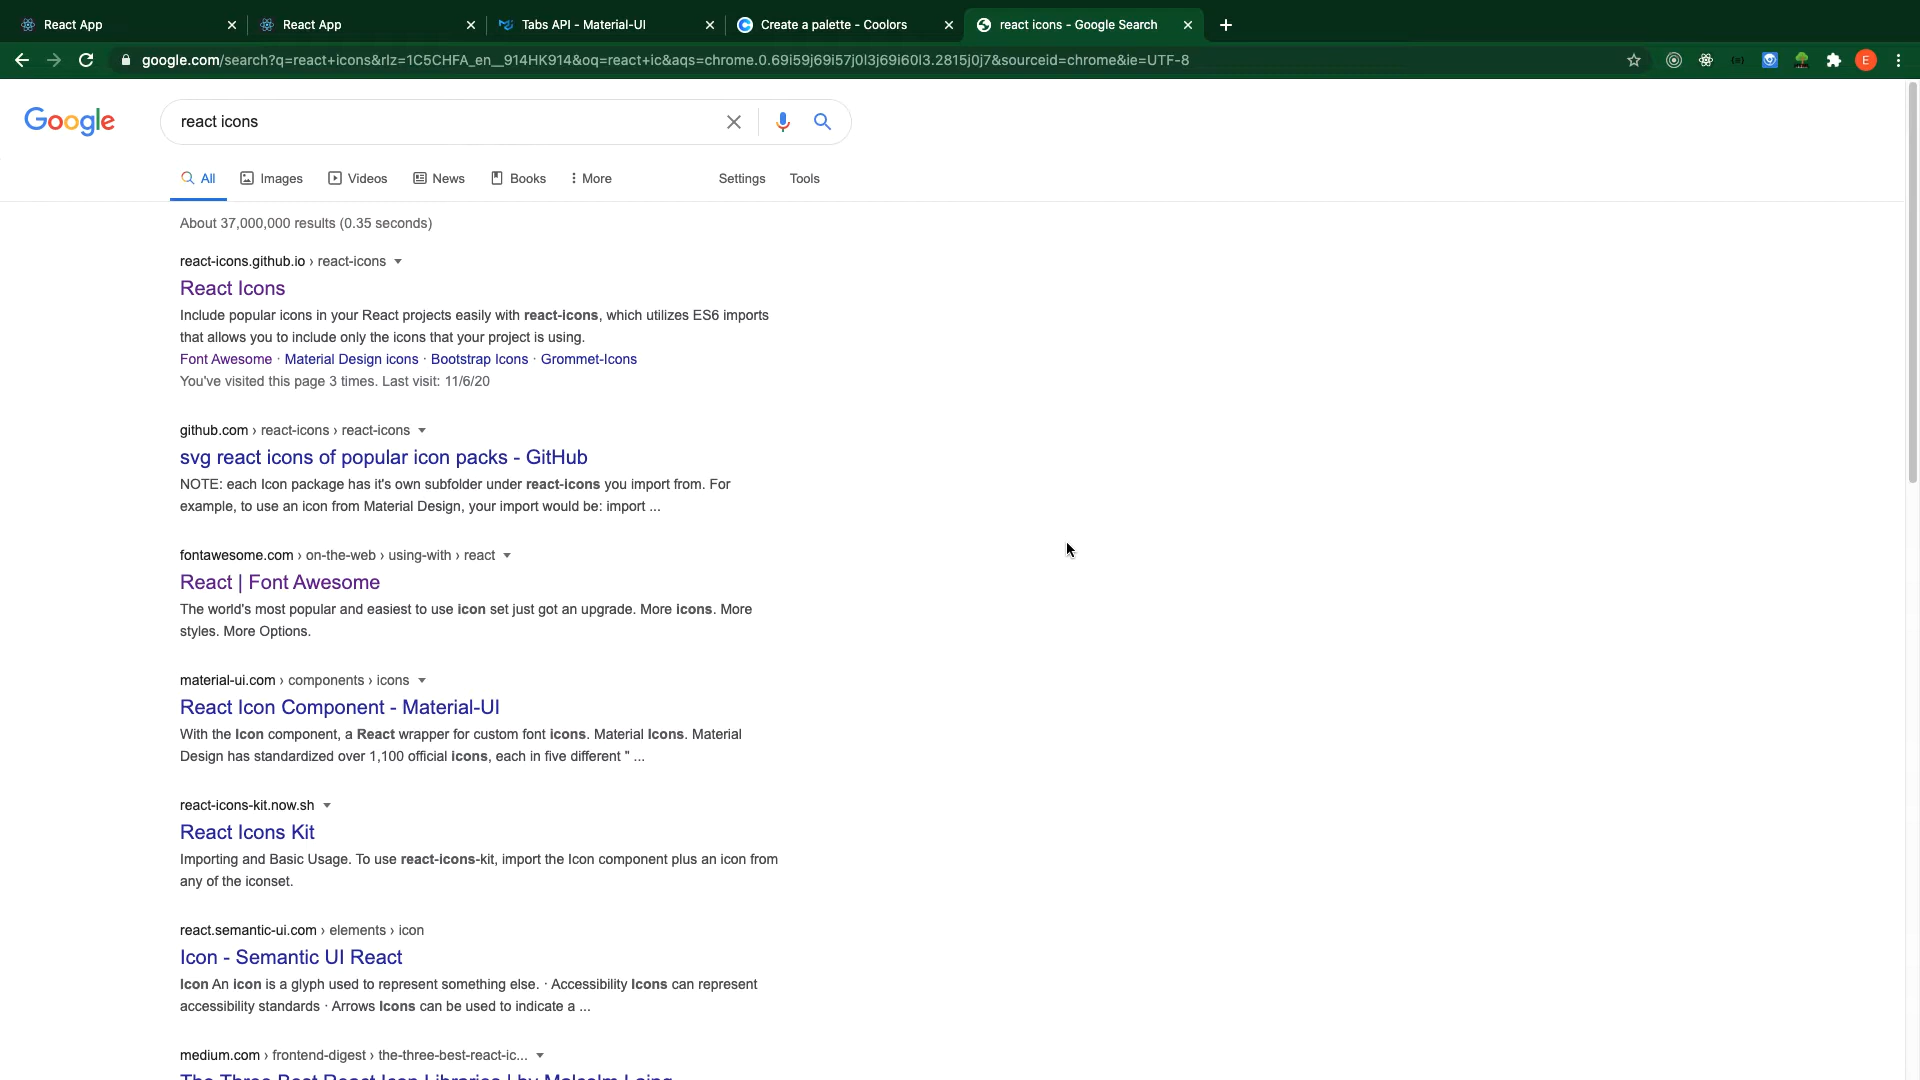 React App
React App
Tabs API - Material-UI
Create a palette - Coolors
react icons - Google Search
google.com/search?q=react+icons&rlz=1C5CHFA_en__914HK914&oq=react+ic&aqs=chrome.0.69i59j69i57j0l3j69i60l3.2815j0j7&sourceid=chrome&ie=UTF-8
E
Google
react icons
All
Images
Videos
News
Books
More
Settings
Tools
About 37,000,000 results (0.35 seconds)
react-icons.github.io › react-icons
React Icons
Include popular icons in your React projects easily with react-icons, which utilizes ES6 imports
that allows you to include only the icons that your project is using.
Font Awesome · Material Design icons · Bootstrap Icons · Grommet-Icons
You've visited this page 3 times. Last visit: 11/6/20
github.com › react-icons › react-icons
svg react icons of popular icon packs - GitHub
NOTE: each Icon package has it's own subfolder under react-icons you import from. For
example, to use an icon from Material Design, your import would be: import ...
fontawesome.com › on-the-web › using-with › react
React | Font Awesome
The world's most popular and easiest to use icon set just got an upgrade. More icons. More
styles. More Options.
material-ui.com › components › icons
React Icon Component - Material-UI
With the Icon component, a React wrapper for custom font icons. Material Icons. Material
Design has standardized over 1,100 official icons, each in five different " ...
react-icons-kit.now.sh
React Icons Kit
Importing and Basic Usage. To use react-icons-kit, import the Icon component plus an icon from
any of the iconset.
react.semantic-ui.com › elements › icon
Icon - Semantic UI React
Icon An icon is a glyph used to represent something else. · Accessibility Icons can represent
accessibility standards · Arrows Icons can be used to indicate a ...
medium.com › frontend-digest › the-three-best-react-ic...
The Three Best React Icon Libraries | by Malcolm Laing